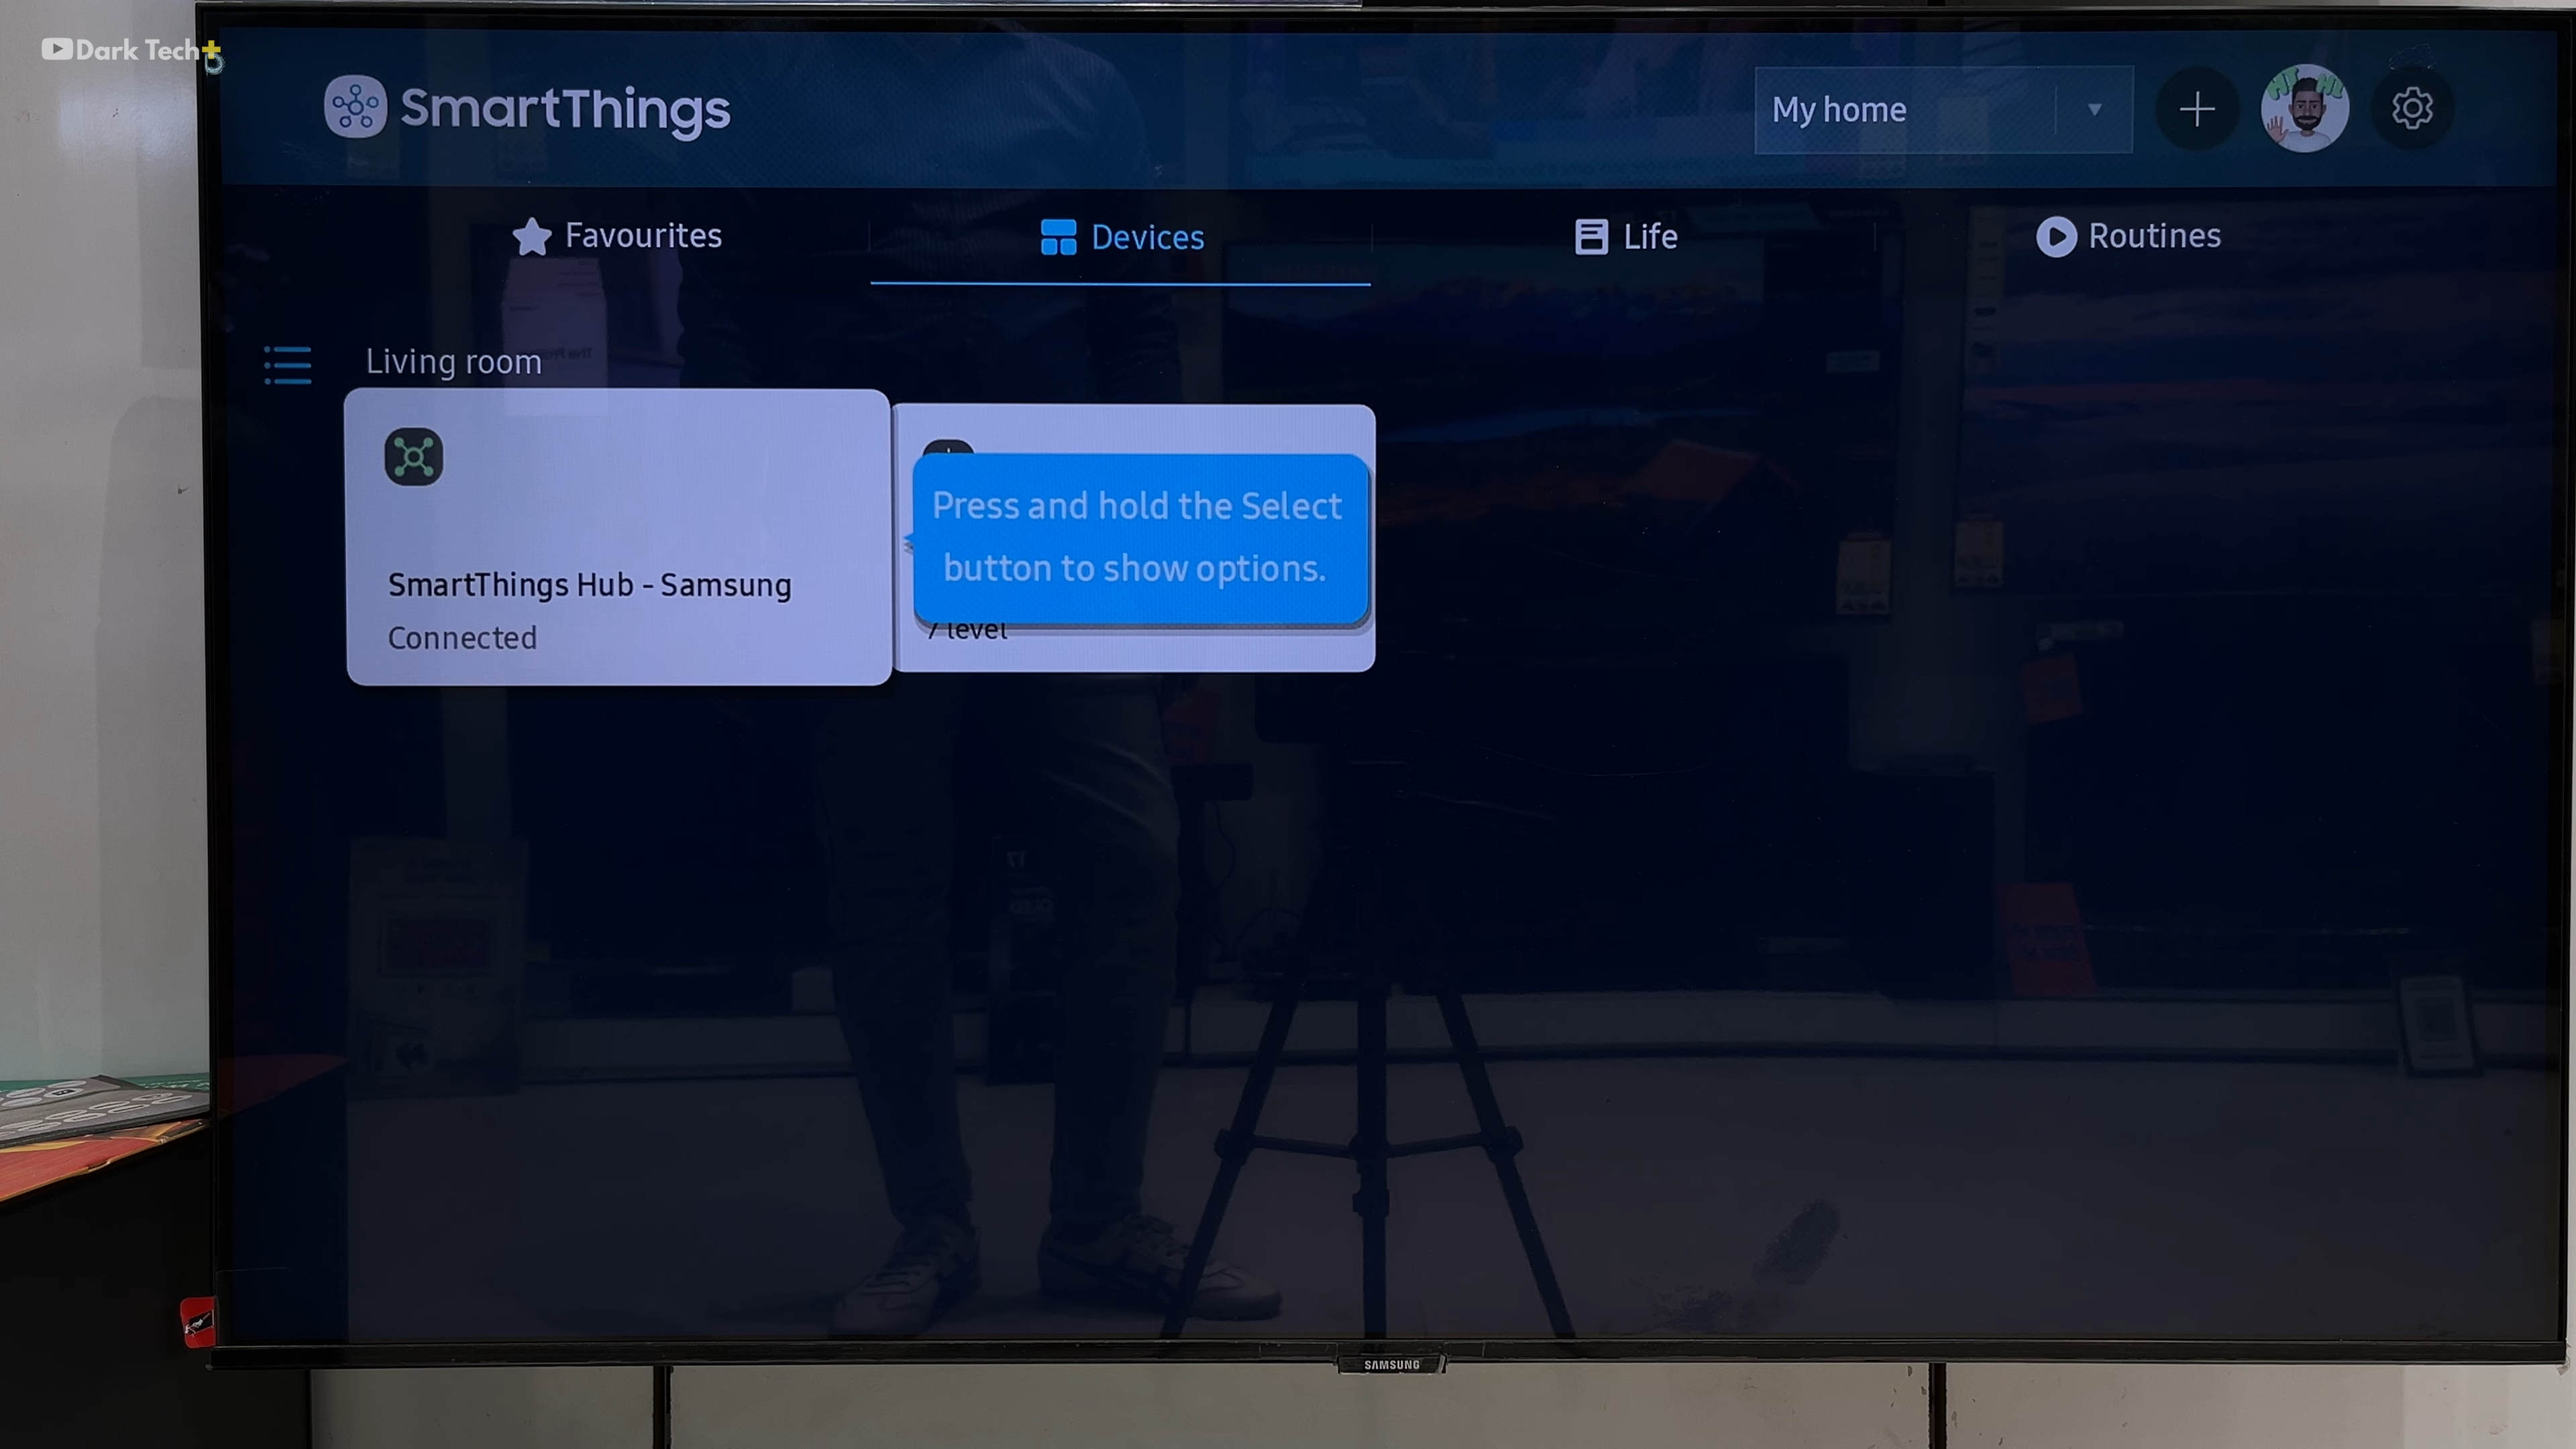 Dark Tech+
SmartThings
My home
Favourites
Devices
Life
Routines
Living room
SmartThings Hub - Samsung
Connected
Press and hold the Select
button to show options.
level
SAMSUNG